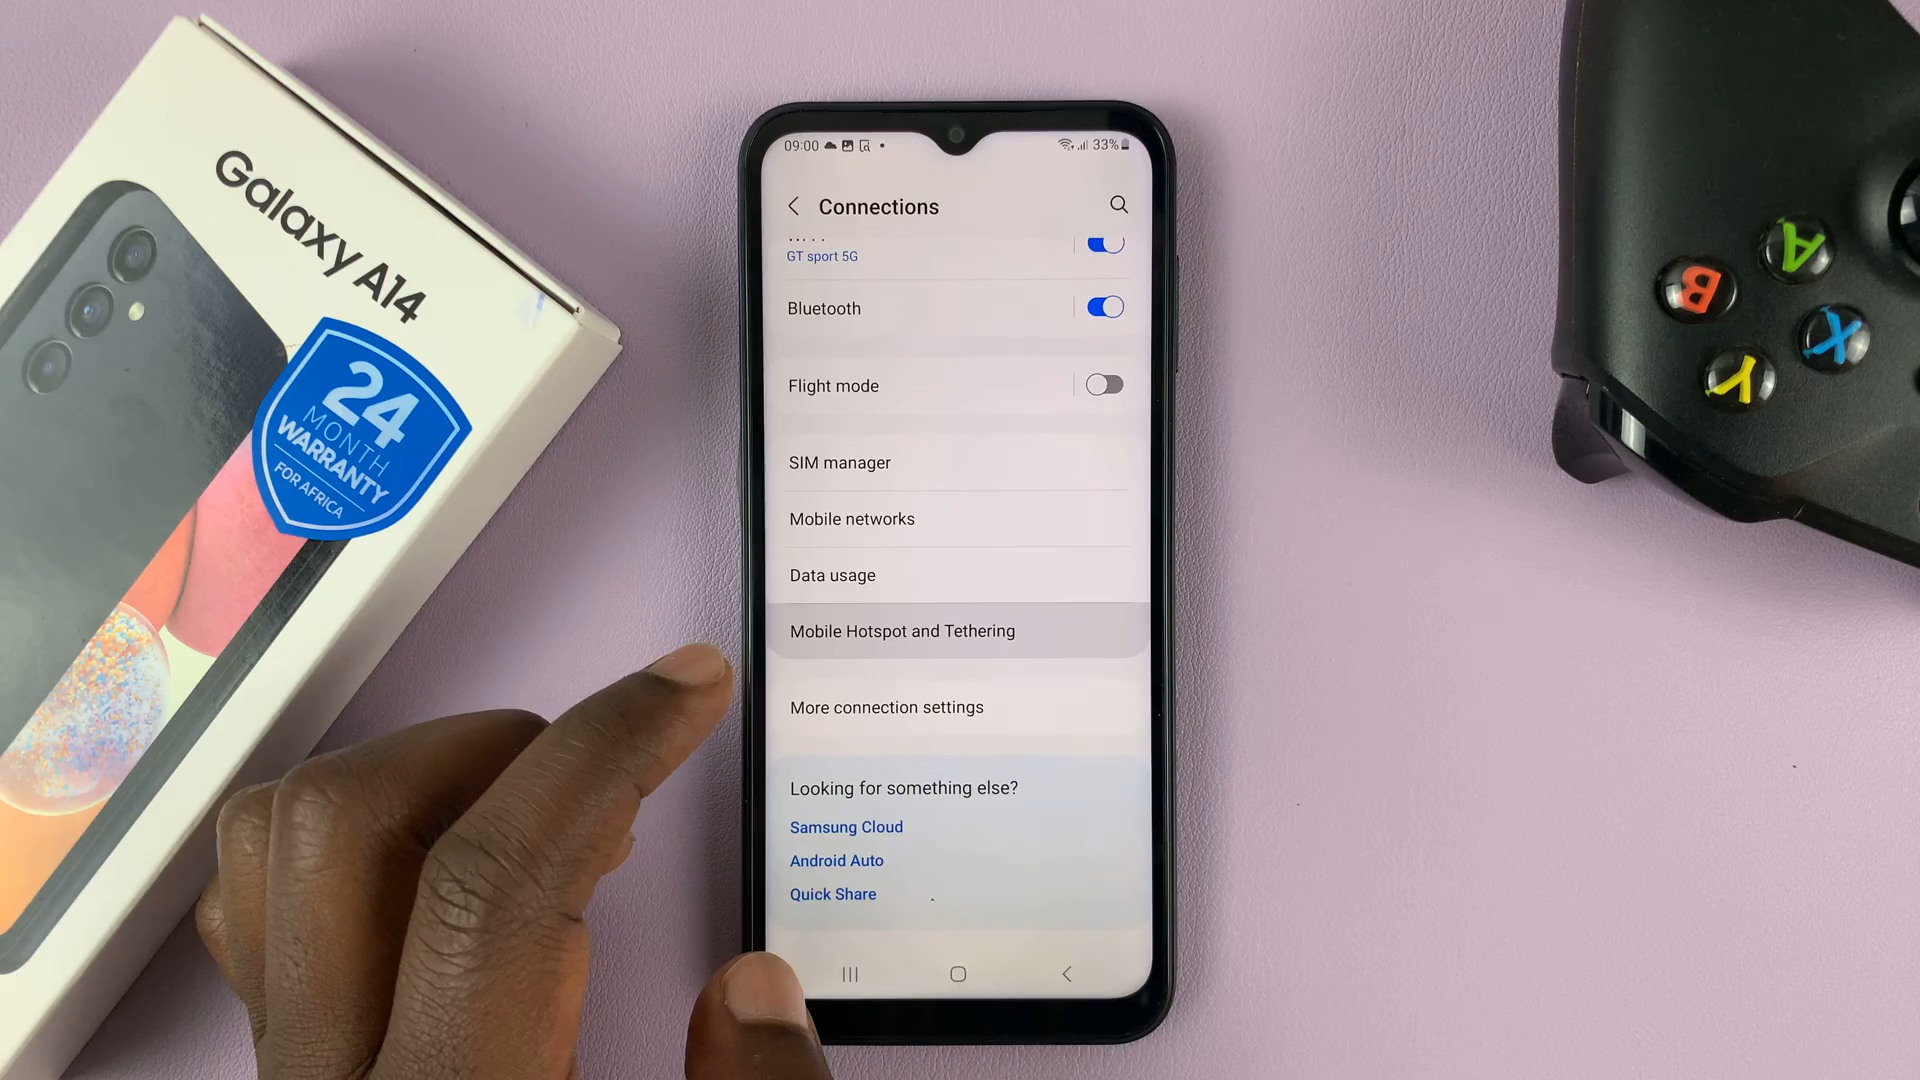 Galaxy A14
24
MONTH
WARRANTY
FOR AFRICA
09:00
33%
Connections
GT sport 5G
Bluetooth
Flight mode
SIM manager
Mobile networks
Data usage
Mobile Hotspot and Tethering
More connection settings
Looking for something else?
Samsung Cloud
Android Auto
Quick Share
A
B
X
Y